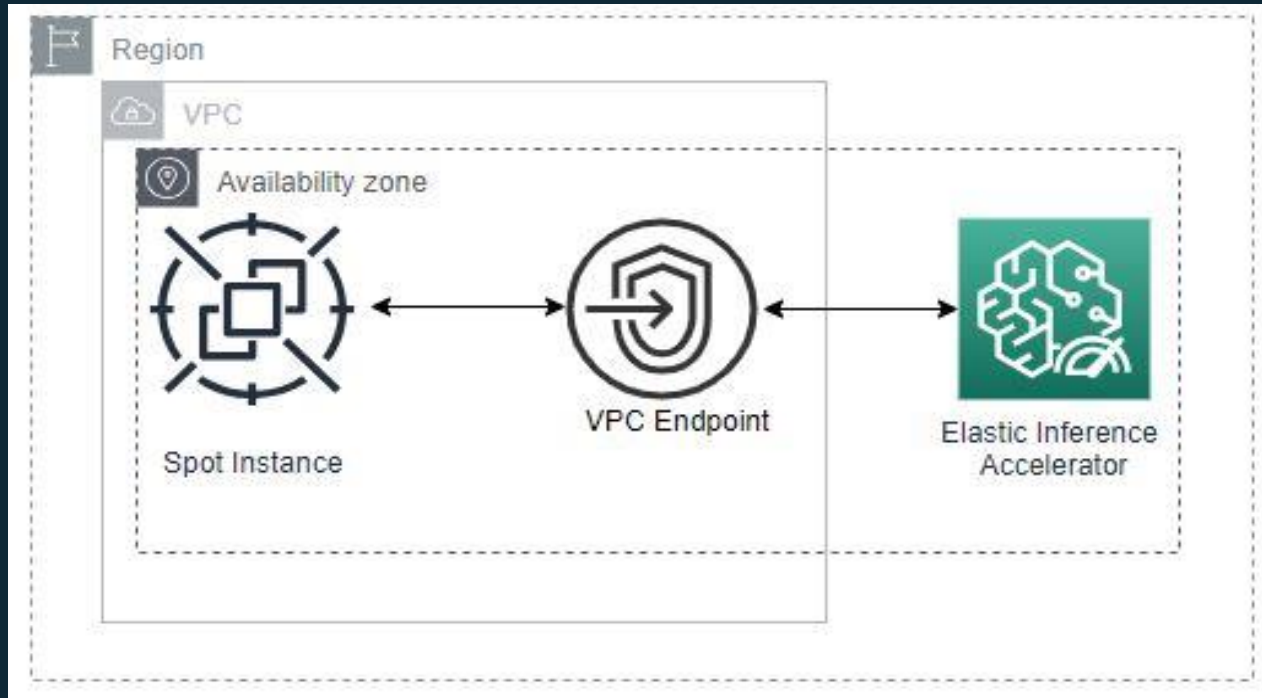 Region
VPC
Availability zone
Spot Instance
VPC Endpoint
Elastic Inference
Accelerator